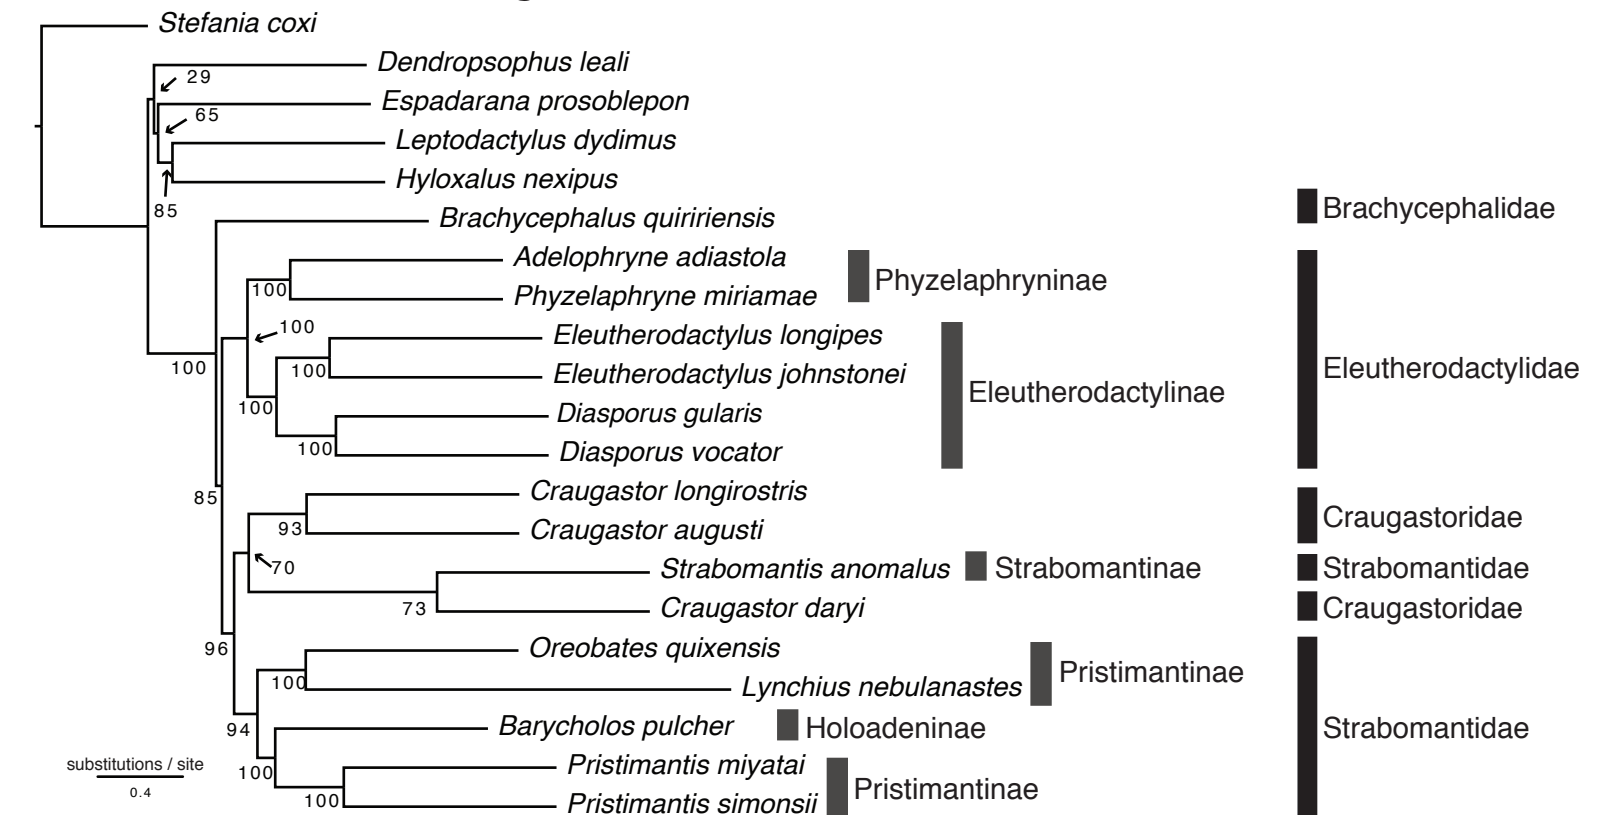 Stefania coxi
Dendropsophus leali
29
Espadarana prosoblepon
65
Leptodactylus dydimus
Hyloxalus nexipus
85
Brachycephalidae
Brachycephalus quiririensis
Adelophryne adiastola
Phyzelaphryninae
100
Phyzelaphryne miriamae
100
Eleutherodactylus longipes
100
Eleutherodactylidae
100
Eleutherodactylus johnstonei
Eleutherodactylinae
100
Diasporus gularis
100
Diasporus vocator
85
Craugastor longirostris
Craugastoridae
93
Craugastor augusti
70
Strabomantis anomalus
Strabomantinae
Strabomantidae
73
Craugastor daryi
Craugastoridae
96
Oreobates quixensis
Pristimantinae
100
Lynchius nebulanastes
94
Barycholos pulcher
Holoadeninae
Strabomantidae
substitutions / site
0.4
100
Pristimantis miyatai
Pristimantinae
100
Pristimantis simonsii